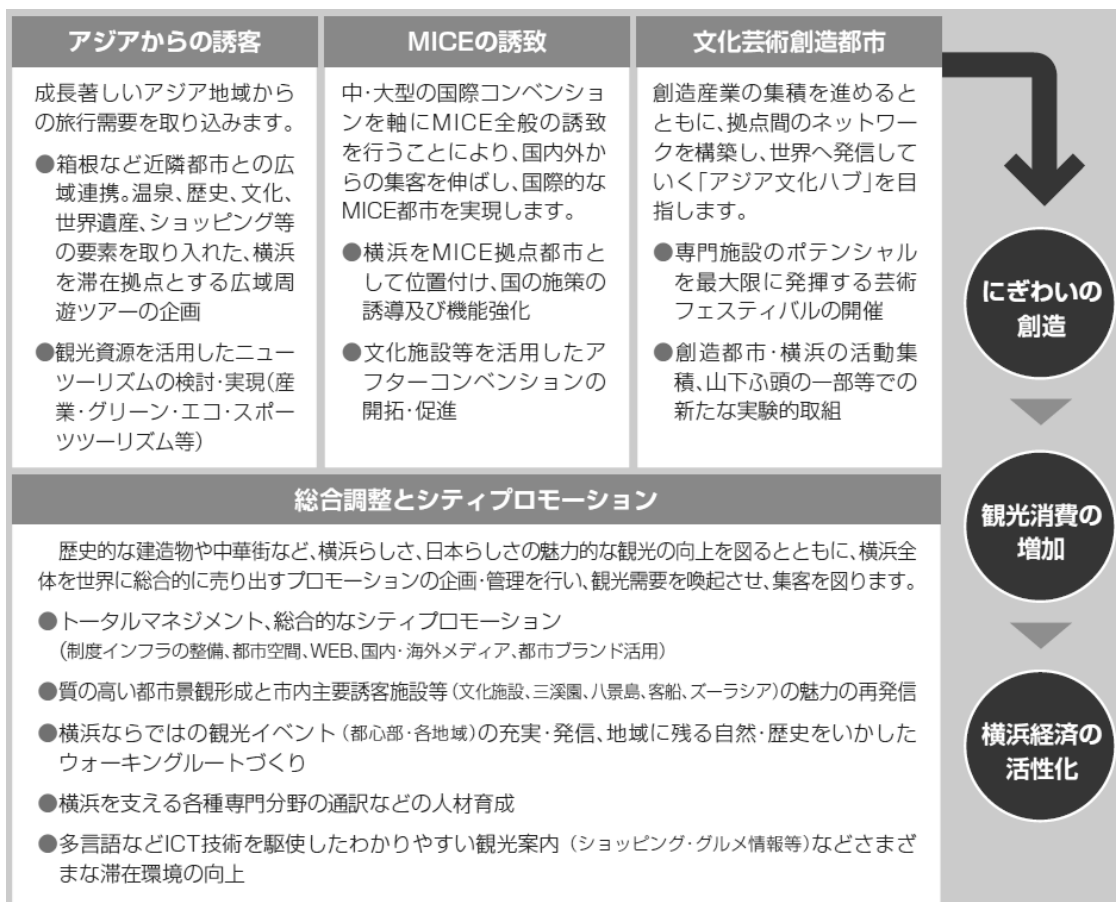 アジアからの誘客
成長著しいアジア地域から
の旅行需要を取り込みます。
●箱根など近隣都市との広
域連携。温泉、歴史、文化、
世界遺産、ショッピング等
の要素を取り入れた、横浜
を滞在拠点とする広域周
遊ツアーの企画
●観光資源を活用したニュー
ツーリズムの検討・実現(産
業・グリーン・エコ・スポー
ツツーリズム等)
MICEの誘致
中・大型の国際コンベンショ
ンを軸にMICE全般の誘致
を行うことにより、国内外か
らの集客を伸ばし、国際的な
MICE都市を実現します。
●横浜をMICE拠点都市と
して位置付け、国の施策の
誘導及び機能強化
●文化施設等を活用したア
フターコンベンションの
開拓・促進
文化芸術創造都市
創造産業の集積を進めると
ともに、拠点間のネットワー
クを構築し、世界へ発信して
いく「アジア文化ハブ」を目
指します。
●専門施設のポテンシャル
を最大限に発揮する芸術
フェスティバルの開催
●創造都市・横浜の活動集
積、山下ふ頭の一部等での
新たな実験的取組
総合調整とシティプロモーション
歴史的な建造物や中華街など、横浜らしさ、日本らしさの魅力的な観光の向上を図るとともに、横浜全
体を世界に総合的に売り出すプロモーションの企画・管理を行い、観光需要を喚起させ、集客を図ります。
●トータルマネジメント、総合的なシティプロモーション
(制度インフラの整備、都市空間、WEB、国内・海外メディア、都市ブランド活用)
●質の高い都市景観形成と市内主要誘客施設等(文化施設、三溪園、八景島、客船、ズーラシア)の魅力の再発信
●横浜ならではの観光イベント(都心部・各地域)の充実・発信、地域に残る自然・歴史をいかした
ウォーキングルートづくり
●横浜を支える各種専門分野の通訳などの人材育成
●多言語などICT技術を駆使したわかりやすい観光案内(ショッピング・グルメ情報等)などさまざ
まな滞在環境の向上
にぎわいの
創造
観光消費の
増加
横浜経済の
活性化